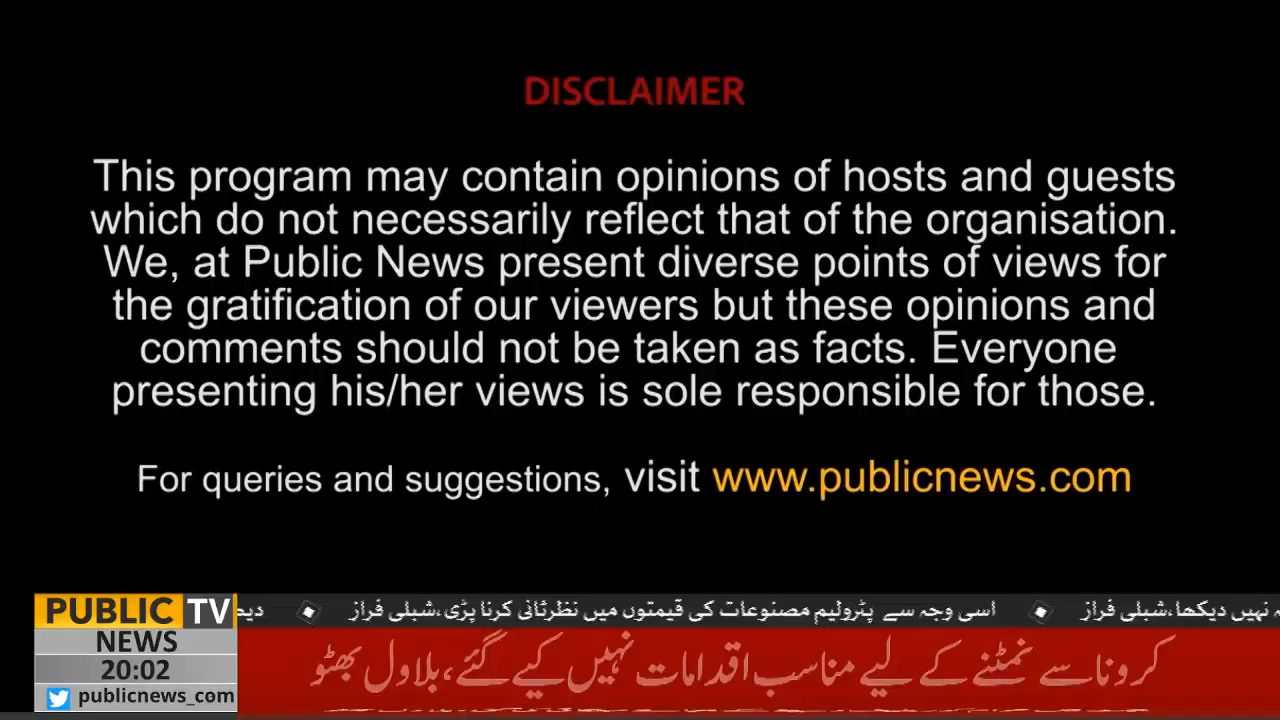 DISCLAIMER
This program may contain opinions of hosts and guests
which do not necessarily reflect that of the organisation.
We, at Public News present diverse points of views for
the gratification of our viewers but these opinions and
comments should not be taken as facts. Everyone
presenting his/her views is sole responsible for those.
For queries and suggestions, visit www.publicnews.com
PUBLIC TV
نہیں دیکھا،شبلی فراز اسی وجہ سے پٹرولیم مصنوعات کی قیمتوں میں نظرثانی کرنا پڑی،شبلی فراز
NEWS
کرونا سے نمٹنے کے لیے مناسب اقدامات نہیں کیے گئے،بلاول بھٹو
20:02
publicnews_com